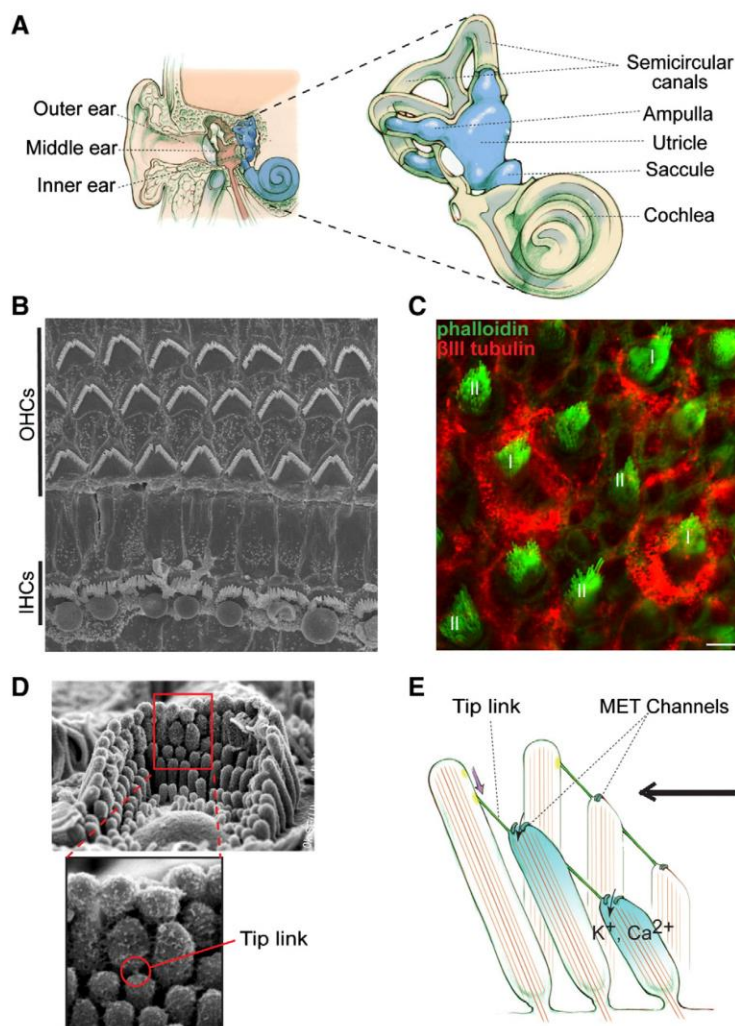 A
Outer ear
Middle ear
Inner ear
Semicircular
canals
Ampulla
Utricle
Saccule
Cochlea
B
OHCs
IHCs
C
phalloidin
βIII tubulin
I
II
I
II
I
II
II
D
Tip link
E
Tip link
MET Channels
K⁺, Ca²⁺